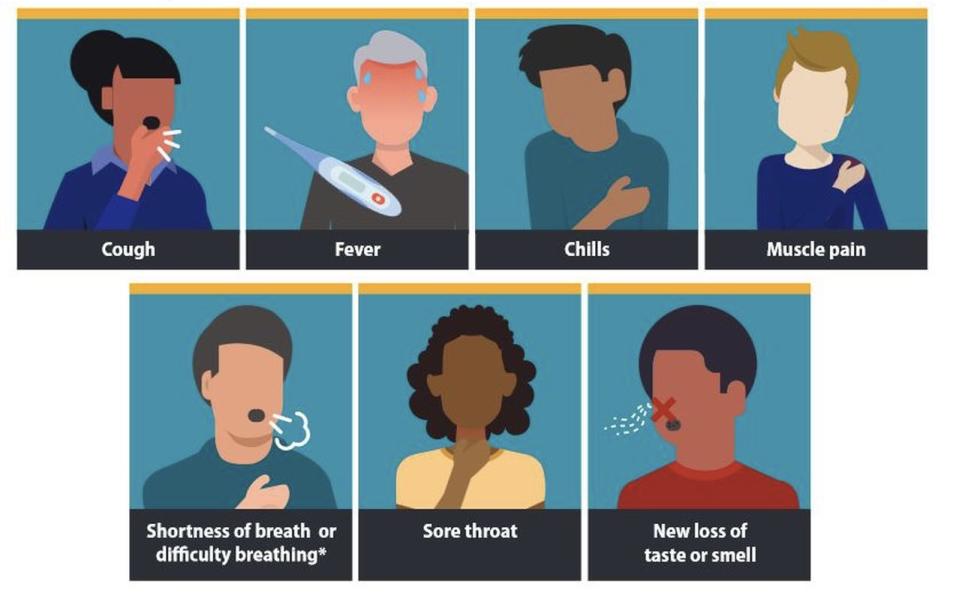 Cough
Fever
Chills
Muscle pain
Shortness of breath or
difficulty breathing*
Sore throat
New loss of
taste or smell